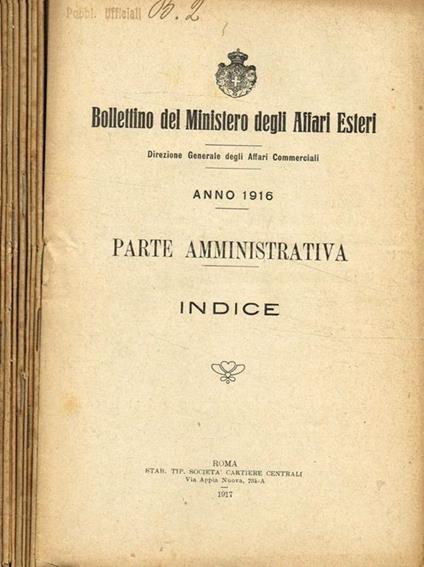 Pubbl. Ufficiali B. 2
Bollettino del Ministero degli Affari Esteri
Direzione Generale degli Affari Commerciali
ANNO 1916
PARTE AMMINISTRATIVA
INDICE
ROMA
STAB. TIP. SOCIETA' CARTIERE CENTRALI
Via Appia Nuova, 234-A
1917